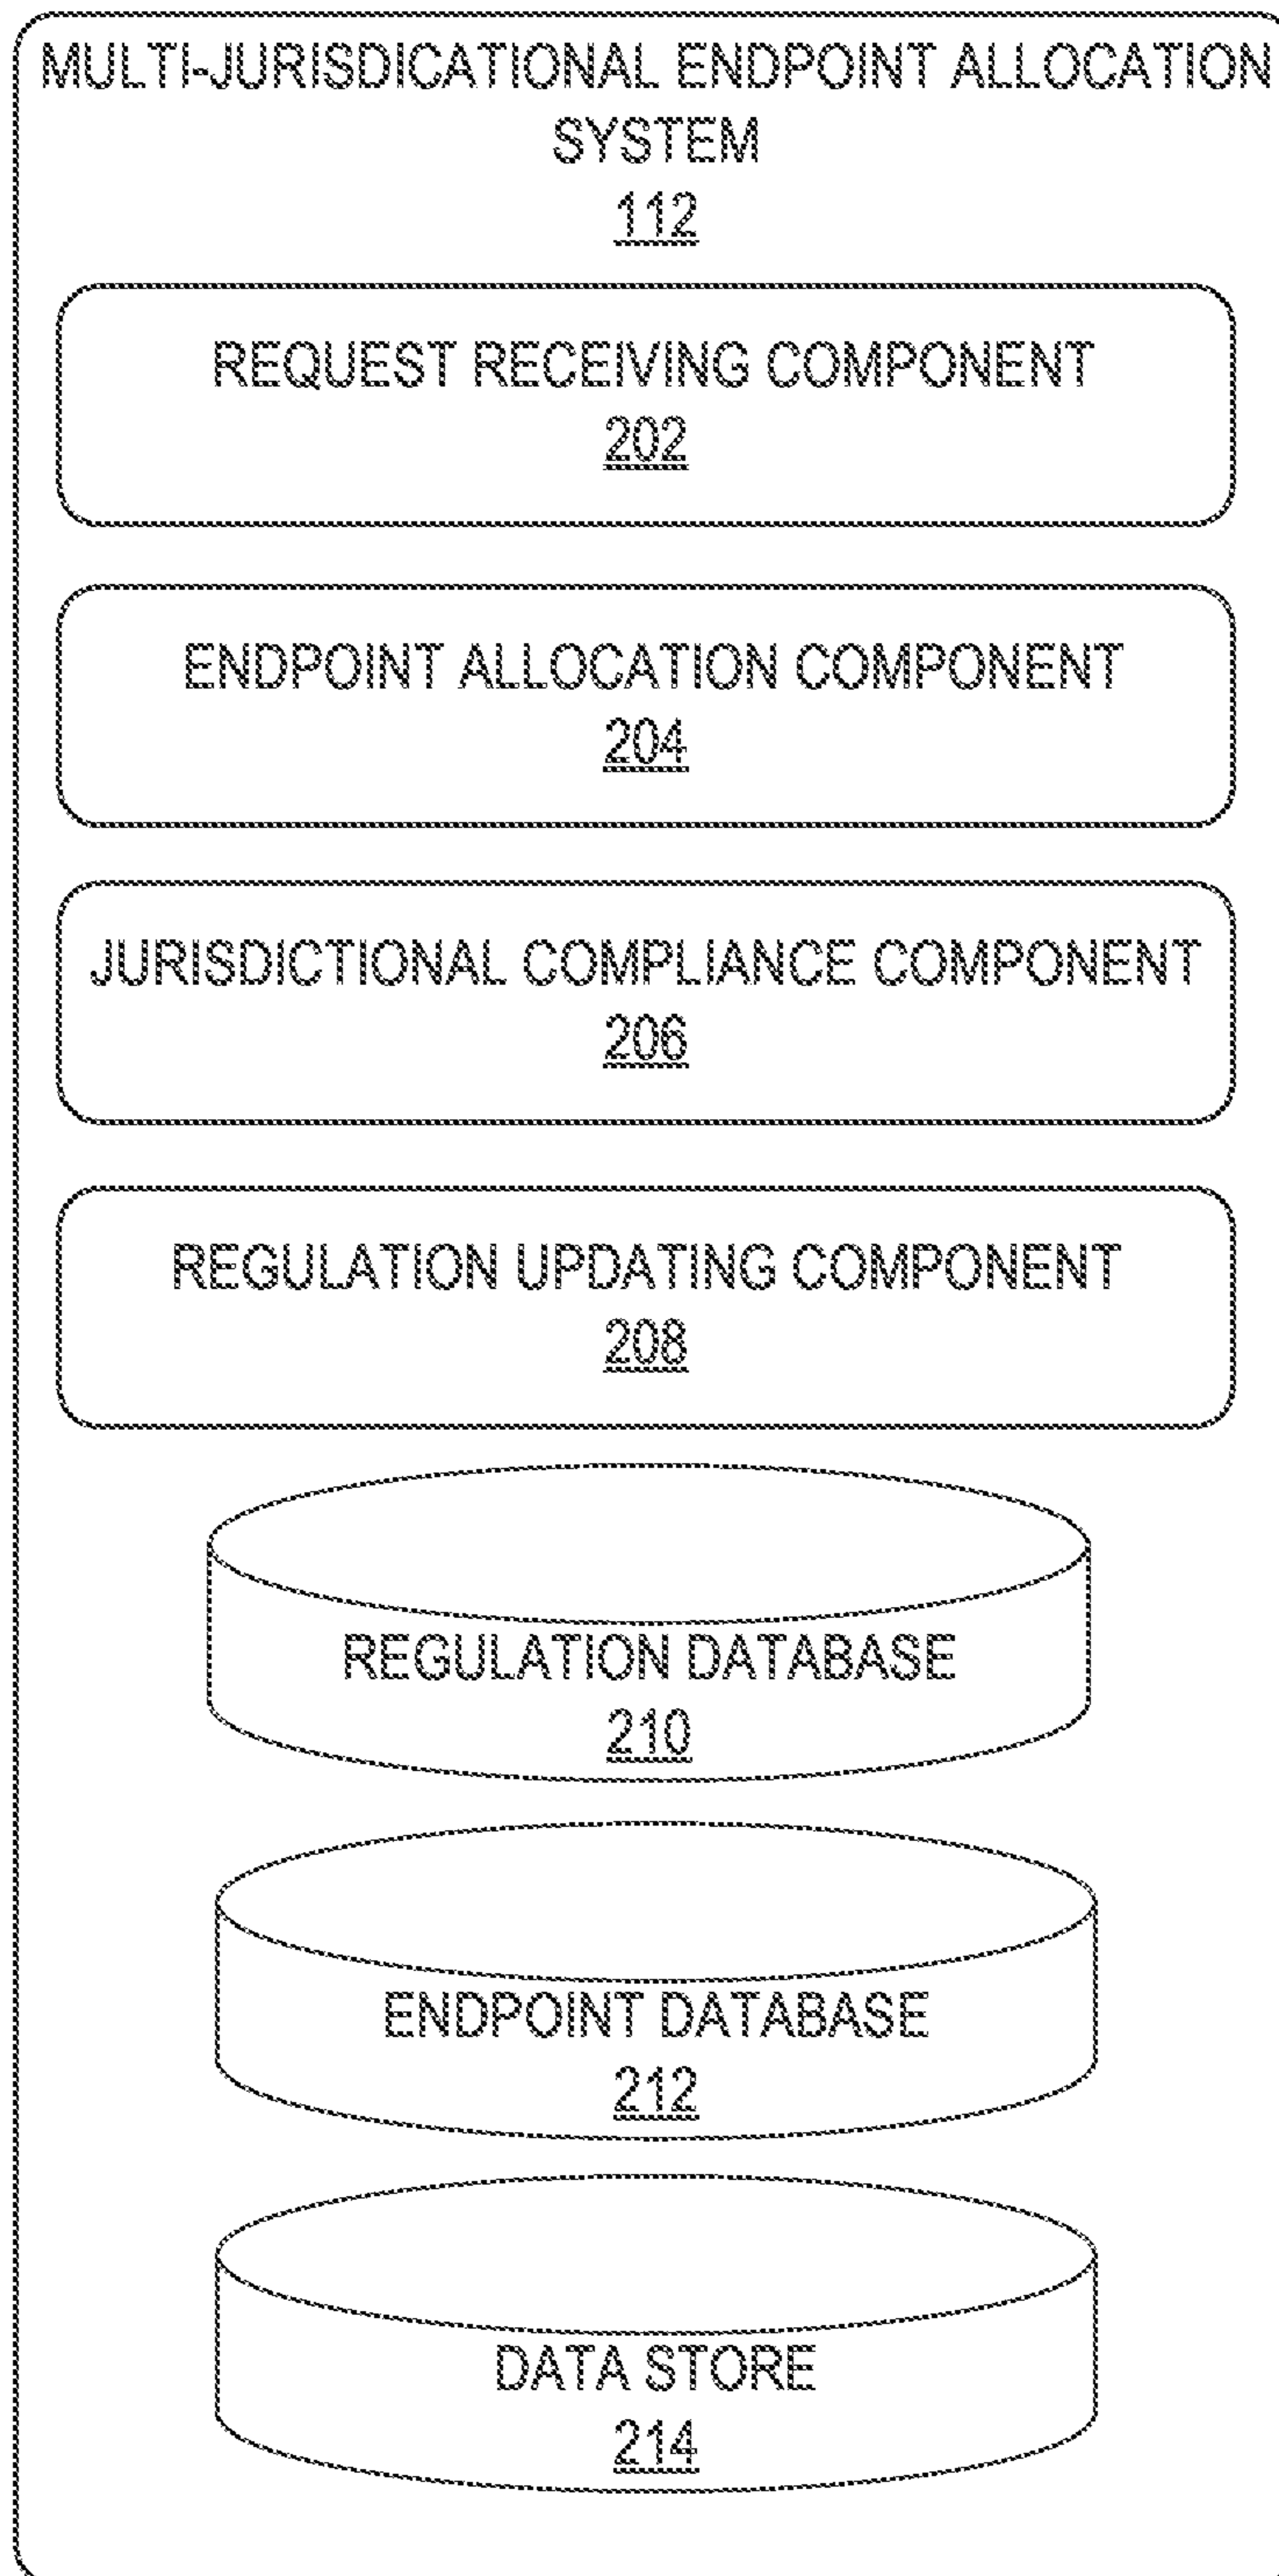 MULTI-JURISDICATIONAL ENDPOINT ALLOCATION
SYSTEM
112
REQUEST RECEIVING COMPONENT
202
ENDPOINT ALLOCATION COMPONENT
204
JURISDICTIONAL COMPLIANCE COMPONENT
206
REGULATION UPDATING COMPONENT
208
REGULATION DATABASE
210
ENDPOINT DATABASE
212
DATA STORE
214